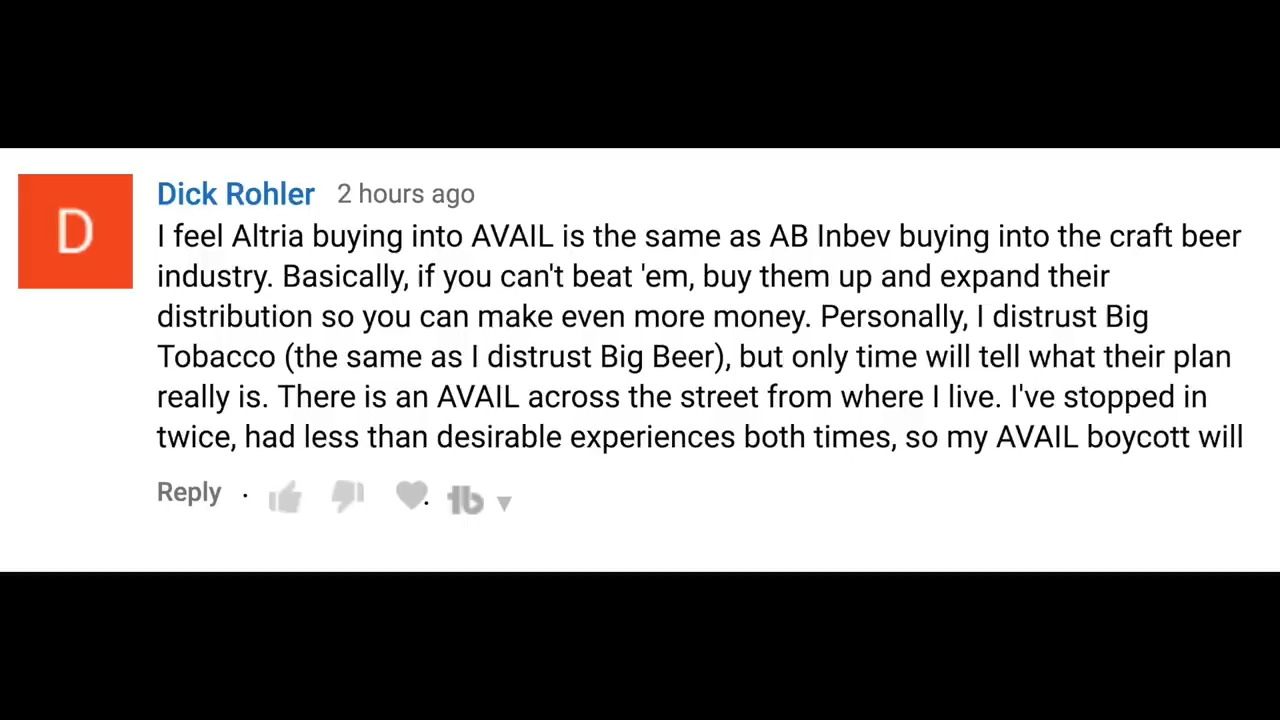 D
Dick Rohler 2 hours ago
I feel Altria buying into AVAIL is the same as AB Inbev buying into the craft beer
industry. Basically, if you can't beat 'em, buy them up and expand their
distribution so you can make even more money. Personally, I distrust Big
Tobacco (the same as I distrust Big Beer), but only time will tell what their plan
really is. There is an AVAIL across the street from where I live. I've stopped in
twice, had less than desirable experiences both times, so my AVAIL boycott will
Reply